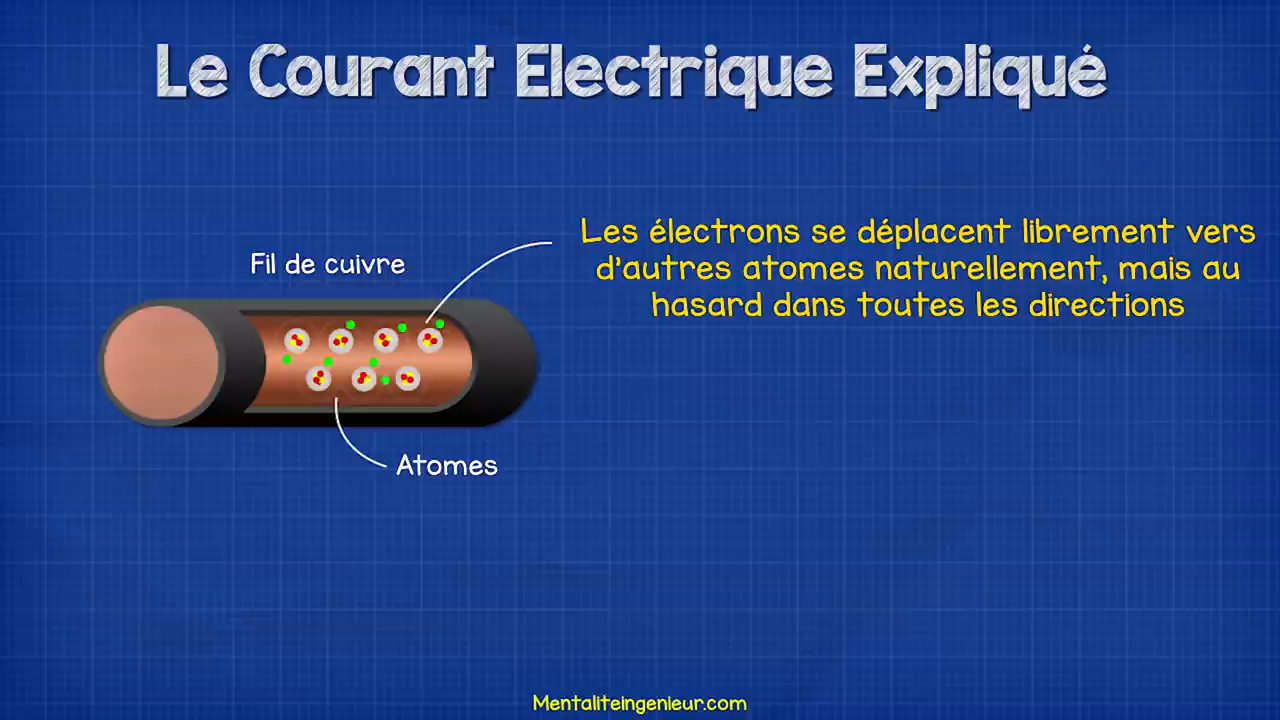 Le Courant Electrique Expliqué
Les électrons se déplacent librement vers
d'autres atomes naturellement, mais au
hasard dans toutes les directions
Fil de cuivre
Atomes
Mentaliteingenieur.com